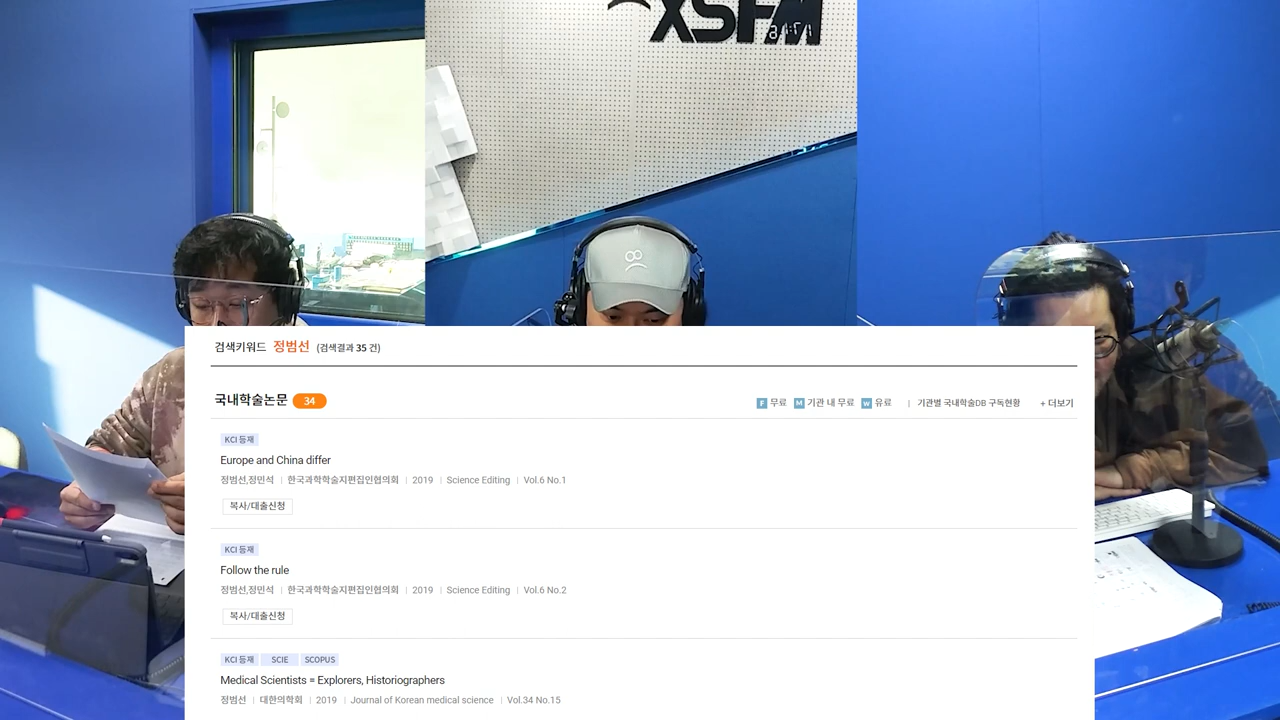 XSFM
검색키워드 정범선 (검색결과 35 건)
국내학술논문 34
F 무료 M 기관 내 무료 W 유료 | 기관별 국내학술DB 구독현황 + 더보기
KCI 등재
Europe and China differ
정범선,정민석 | 한국과학학술지편집인협의회 | 2019 | Science Editing | Vol.6 No.1
복사/대출신청
KCI 등재
Follow the rule
정범선,정민석 | 한국과학학술지편집인협의회 | 2019 | Science Editing | Vol.6 No.2
복사/대출신청
KCI 등재 SCIE SCOPUS
Medical Scientists = Explorers, Historiographers
정범선 | 대한의학회 | 2019 | Journal of Korean medical science | Vol.34 No.15